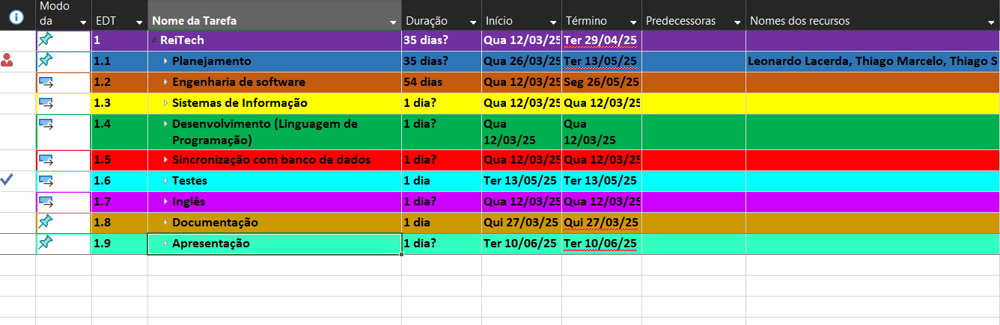 Modo da EDT Nome da Tarefa Duração Início Término Predecessoras Nomes dos recursos
1 ReiTech 35 dias? Qua 12/03/25 Ter 29/04/25
1.1 Planejamento 35 dias? Qua 26/03/25 Ter 13/05/25 Leonardo Lacerda, Thiago Marcelo, Thiago S
1.2 Engenharia de software 54 dias Qua 12/03/25 Seg 26/05/25
1.3 Sistemas de Informação 1 dia? Qua 12/03/25 Qua 12/03/25
1.4 Desenvolvimento (Linguagem de Programação) 1 dia? Qua 12/03/25 Qua 12/03/25
1.5 Sincronização com banco de dados 1 dia? Qua 12/03/25 Qua 12/03/25
1.6 Testes 1 dia Ter 13/05/25 Ter 13/05/25
1.7 Inglês 1 dia? Qua 12/03/25 Qua 12/03/25
1.8 Documentação 1 dia Qui 27/03/25 Qui 27/03/25
1.9 Apresentação 1 dia? Ter 10/06/25 Ter 10/06/25